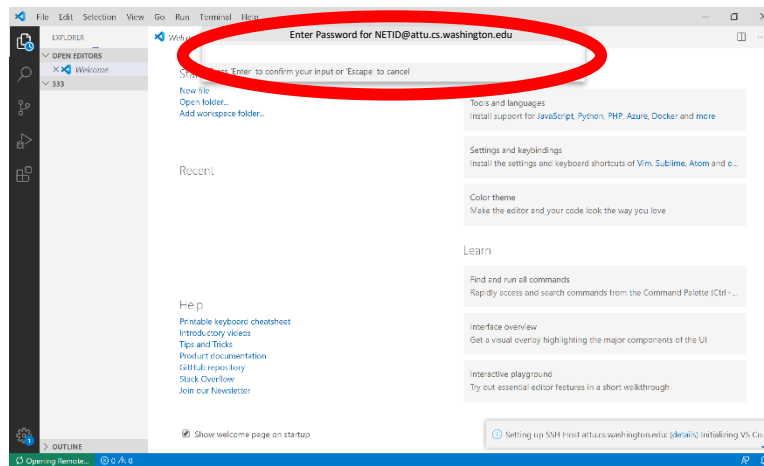 File Edit Selection View Go Run Terminal Help
Enter Password for NETID@attu.cs.washington.edu
'Enter' to confirm your input or 'Escape' to cancel
EXPLORER
OPEN EDITORS
Welcome
333
New file
Open folder...
Add workspace folder...
Recent
Help
Printable keyboard cheatsheet
Introductory videos
Tips and Tricks
Product documentation
GitHub repository
Stack Overflow
Join our Newsletter
Show welcome page on startup
Tools and languages
Install support for JavaScript, Python, PHP, Azure, Docker and more
Settings and keybindings
Install the settings and keyboard shortcuts of Vim, Sublime, Atom and o...
Color theme
Make the editor and your code look the way you love
Learn
Find and run all commands
Rapidly access and search commands from the Command Palette (Ctrl+...
Interface overview
Get a visual overlay highlighting the major components of the UI
Interactive playground
Try out essential editor features in a short walkthrough
Setting up SSH Host attu.cs.washington.edu: (details) Initializing VS Co
OUTLINE
Opening Remote... 0 0